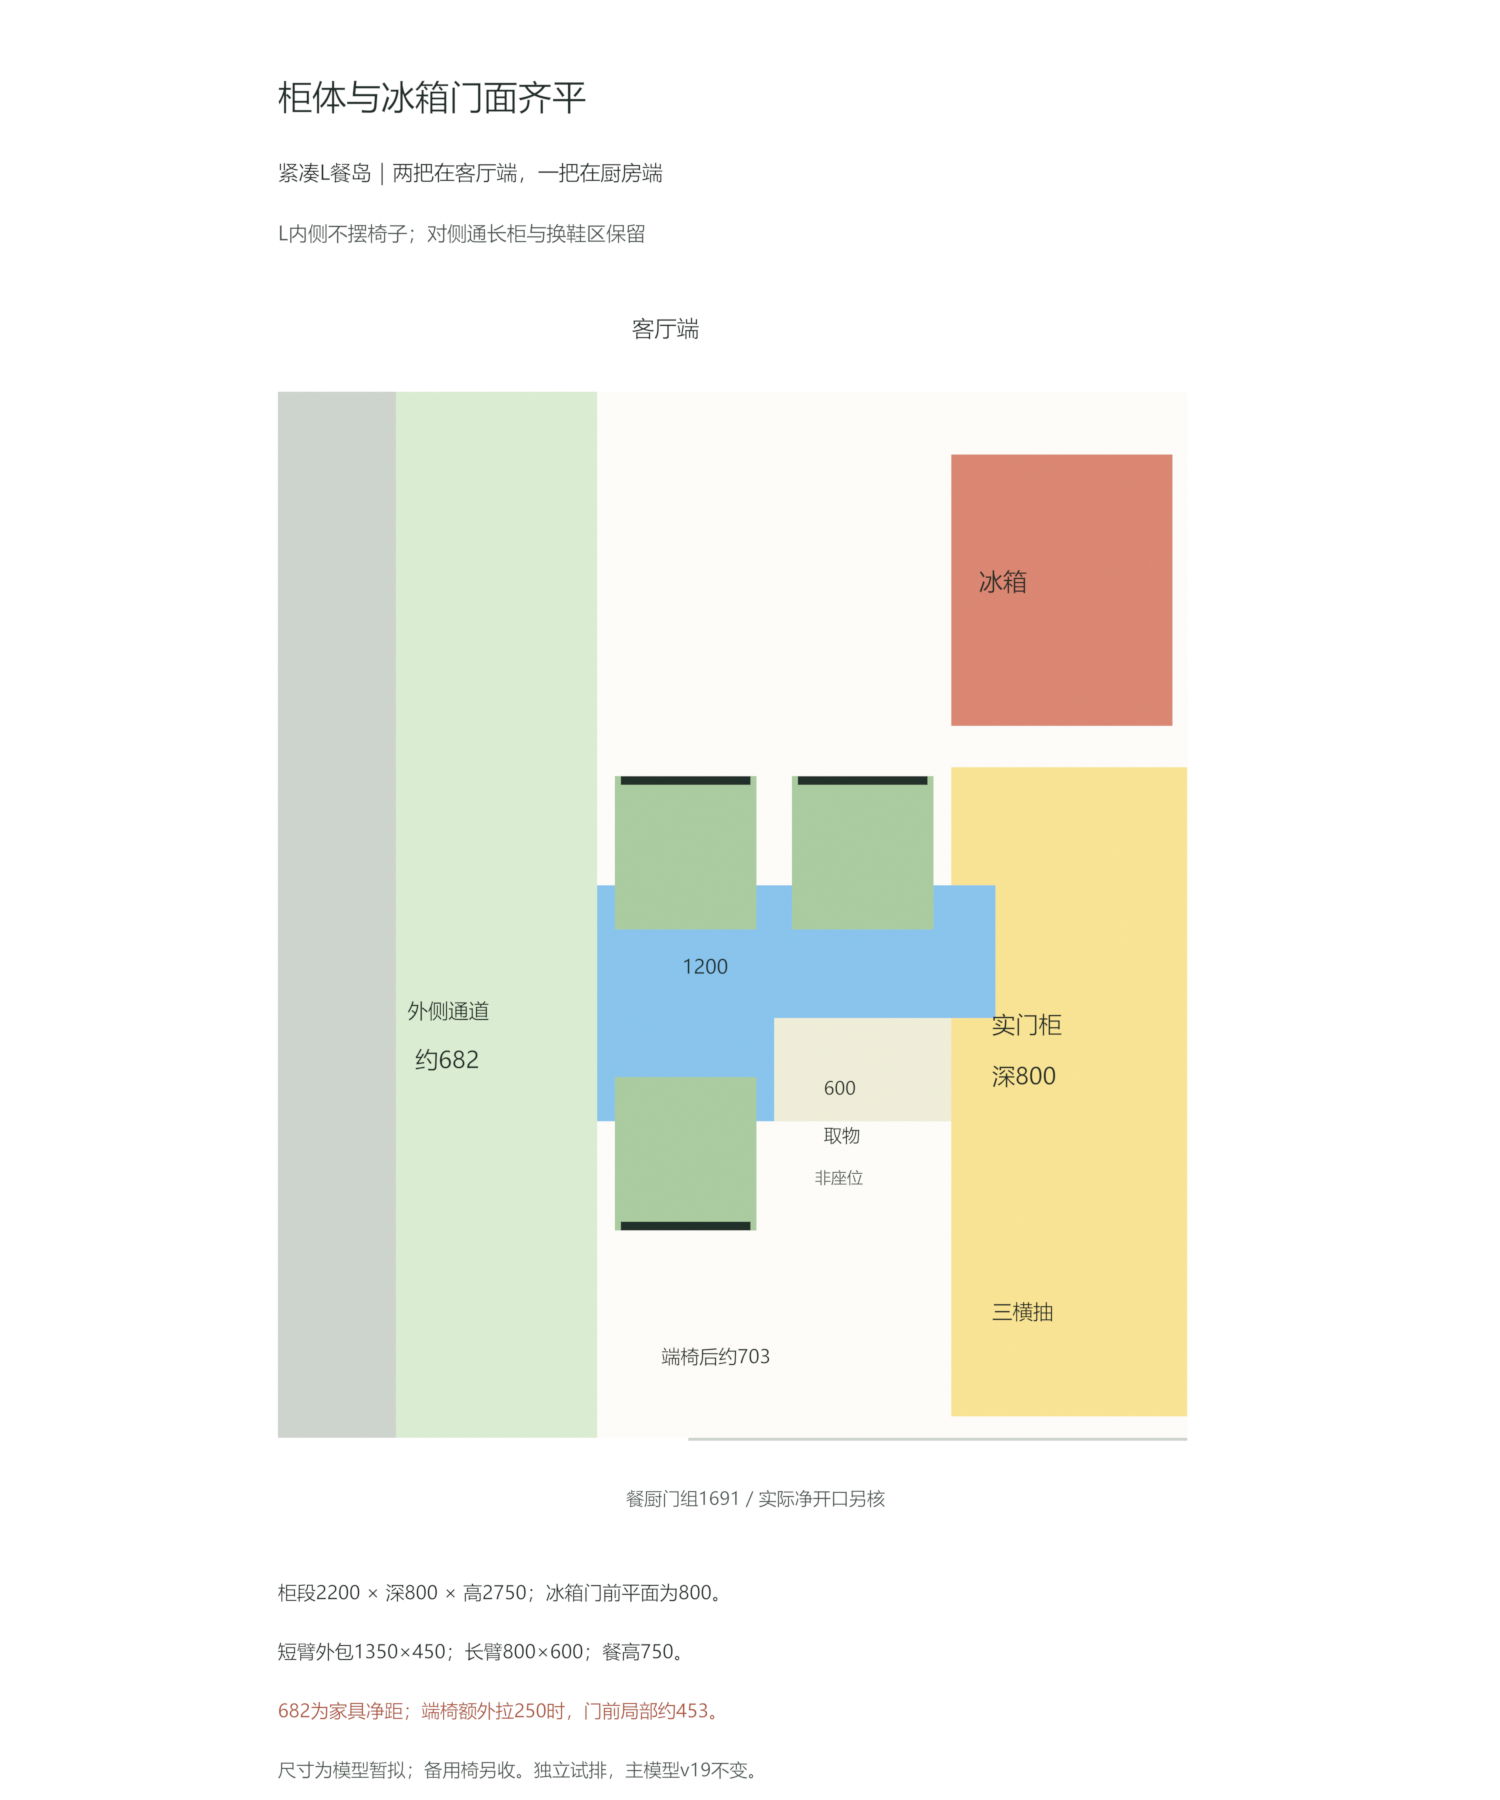 柜体与冰箱门面齐平
紧凑L餐岛｜两把在客厅端，一把在厨房端
L内侧不摆椅子；对侧通长柜与换鞋区保留
客厅端
冰箱
1200
外侧通道
约682
实门柜
深800
600
取物
非座位
三横抽
端椅后约703
餐厨门组1691 / 实际净开口另核
柜段2200 × 深800 × 高2750；冰箱门前平面为800。
短臂外包1350×450；长臂800×600；餐高750。
682为家具净距；端椅额外拉250时，门前局部约453。
尺寸为模型暂拟；备用椅另收。独立试排，主模型v19不变。